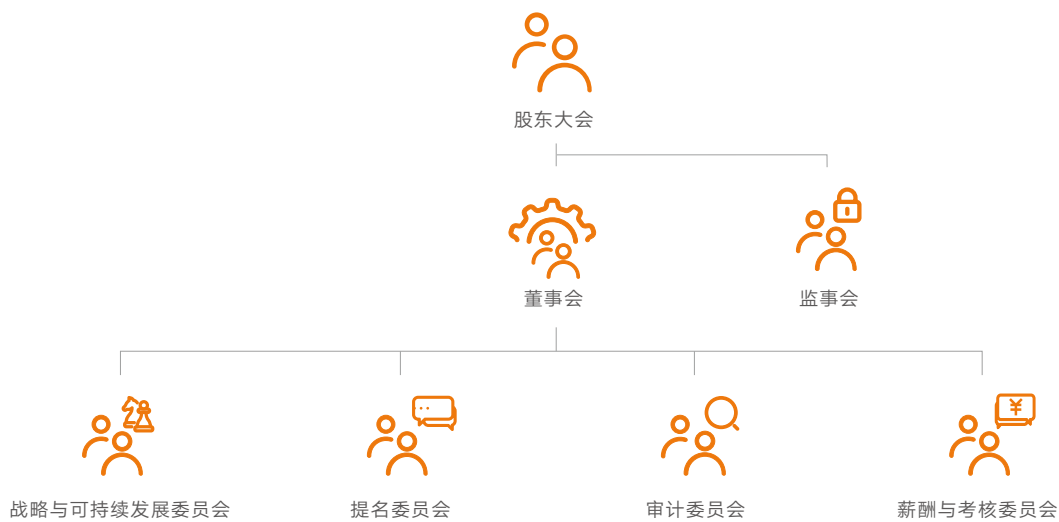 股东大会
董事会
监事会
战略与可持续发展委员会
提名委员会
审计委员会
¥
薪酬与考核委员会